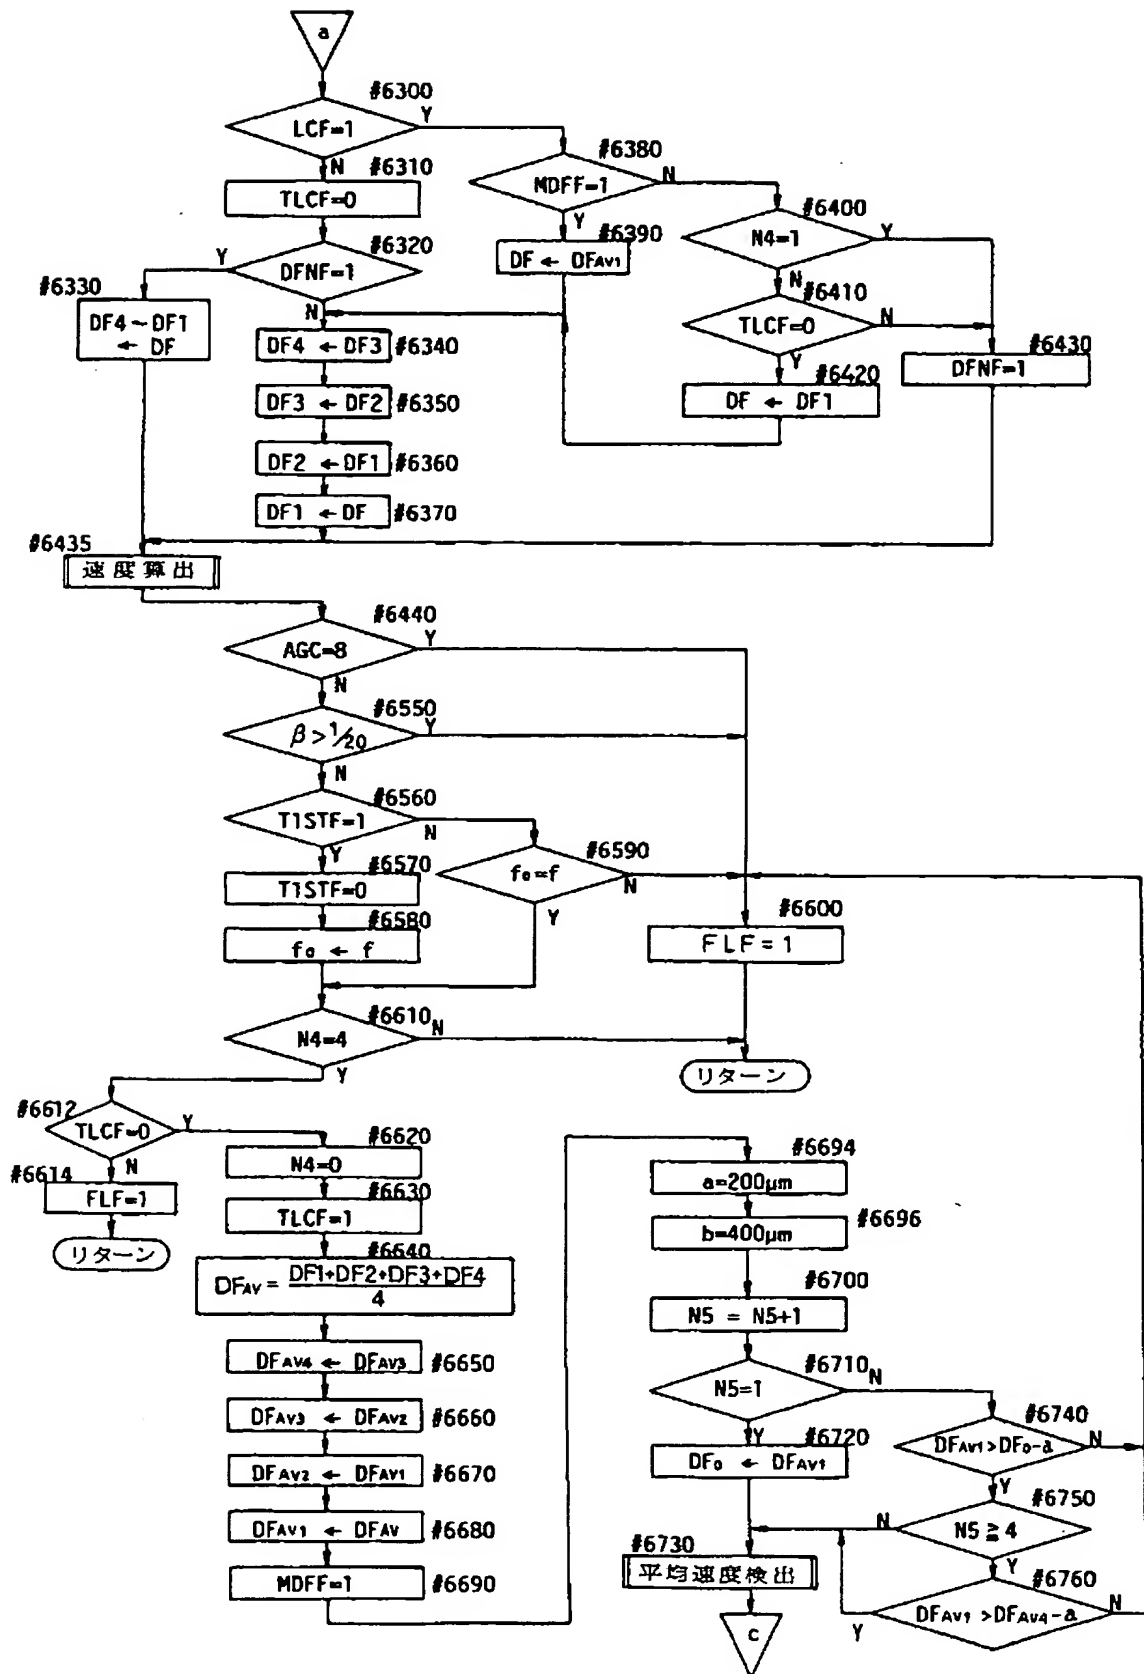 a
#6300
LCF=1
Y
N
#6310
TLCF=0
#6320
DFNF=1
Y
N
#6330
DF4~DF1
← DF
DF4 ← DF3
#6340
DF3 ← DF2
#6350
DF2 ← DF1
#6360
DF1 ← DF
#6370
#6380
MDFF=1
N
Y
#6390
DF ← DFAV1
#6400
N4=1
Y
N
#6410
TLCF=0
N
Y
#6420
DF ← DF1
#6430
DFNF=1
#6435
速度算出
#6440
AGC=8
Y
N
#6550
β > 1/20
Y
N
#6560
T1STF=1
N
Y
#6570
T1STF=0
#6580
f₀ ← f
#6590
f₀=f
N
Y
#6600
FLF = 1
#6610
N4=4
N
Y
リターン
#6612
TLCF=0
Y
N
#6614
FLF=1
リターン
#6620
N4=0
#6630
TLCF=1
#6640
DFAV = DF1+DF2+DF3+DF4
4
DFAV4 ← DFAV3
#6650
DFAV3 ← DFAV2
#6660
DFAV2 ← DFAV1
#6670
DFAV1 ← DFAV
#6680
MDFF=1
#6690
#6694
a=200μm
#6696
b=400μm
#6700
N5 = N5+1
#6710
N5=1
N
Y
#6720
DF₀ ← DFAV1
#6730
平均速度検出
c
#6740
DFAV1 > DF₀-a
N
Y
#6750
N5 ≧ 4
N
Y
#6760
DFAV1 > DFAV4-a
N
Y